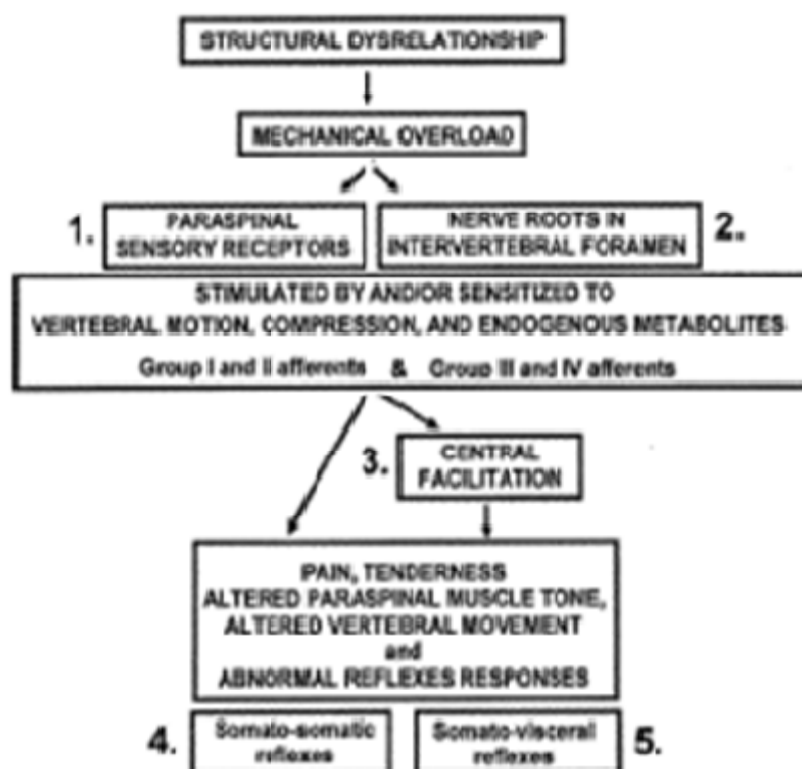 STRUCTURAL DYSRELATIONSHIP
MECHANICAL OVERLOAD
1.
PARASPINAL
SENSORY RECEPTORS
NERVE ROOTS IN
INTERVERTEBRAL FORAMEN
2.
STIMULATED BY AND/OR SENSITIZED TO
VERTEBRAL MOTION, COMPRESSION, AND ENDOGENOUS METABOLITES
Group I and II afferents & Group III and IV afferents
3.
CENTRAL
FACILITATION
PAIN, TENDERNESS
ALTERED PARASPINAL MUSCLE TONE,
ALTERED VERTEBRAL MOVEMENT
and
ABNORMAL REFLEXES RESPONSES
4.
Somato-somatic
reflexes
Somato-visceral
reflexes
5.